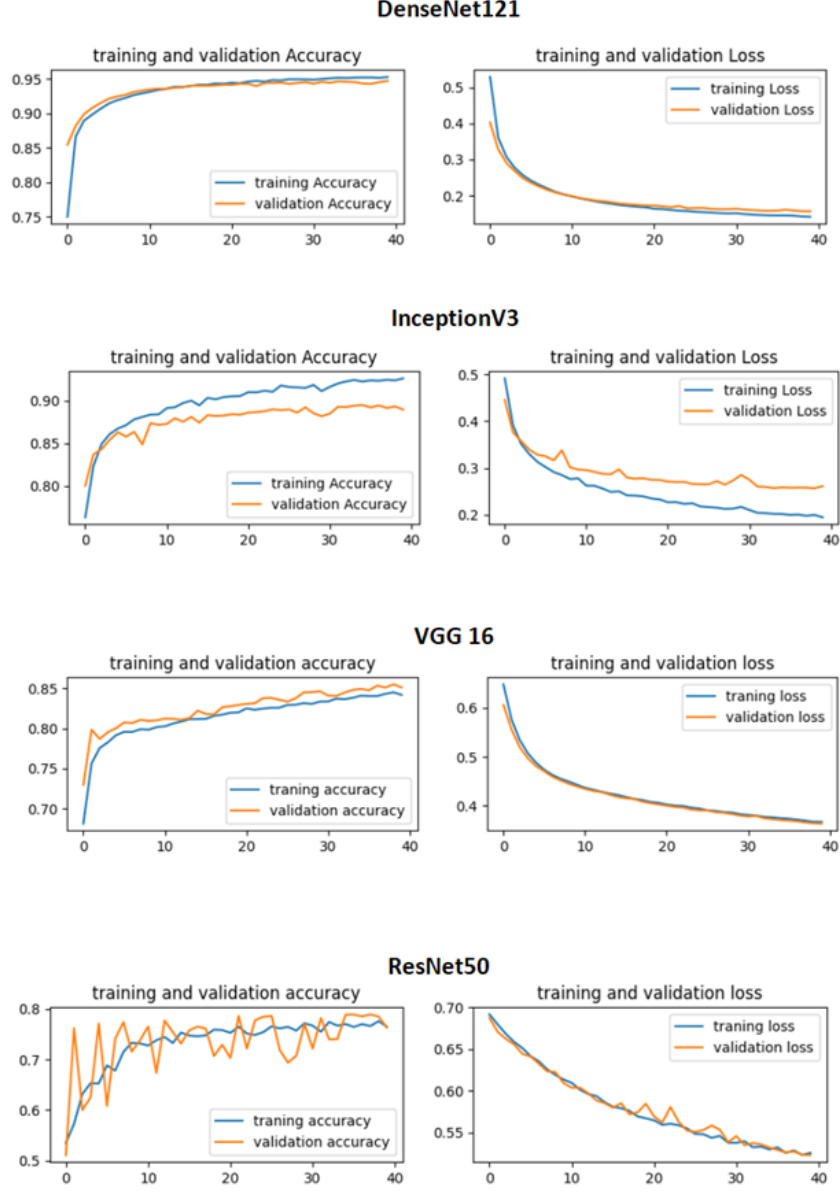 DenseNet121
training and validation Accuracy
0.95
0.90
0.85
0.80
0.75
training Accuracy
validation Accuracy
0 10 20 30 40
training and validation Loss
0.5
0.4
0.3
0.2
training Loss
validation Loss
0 10 20 30 40
InceptionV3
training and validation Accuracy
0.90
0.85
0.80
training Accuracy
validation Accuracy
0 10 20 30 40
training and validation Loss
0.5
0.4
0.3
0.2
training Loss
validation Loss
0 10 20 30 40
VGG 16
training and validation accuracy
0.85
0.80
0.75
0.70
traning accuracy
validation accuracy
0 10 20 30 40
training and validation loss
0.6
0.5
0.4
traning loss
validation loss
0 10 20 30 40
ResNet50
training and validation accuracy
0.8
0.7
0.6
0.5
traning accuracy
validation accuracy
0 10 20 30 40
training and validation loss
0.70
0.65
0.60
0.55
traning loss
validation loss
0 10 20 30 40